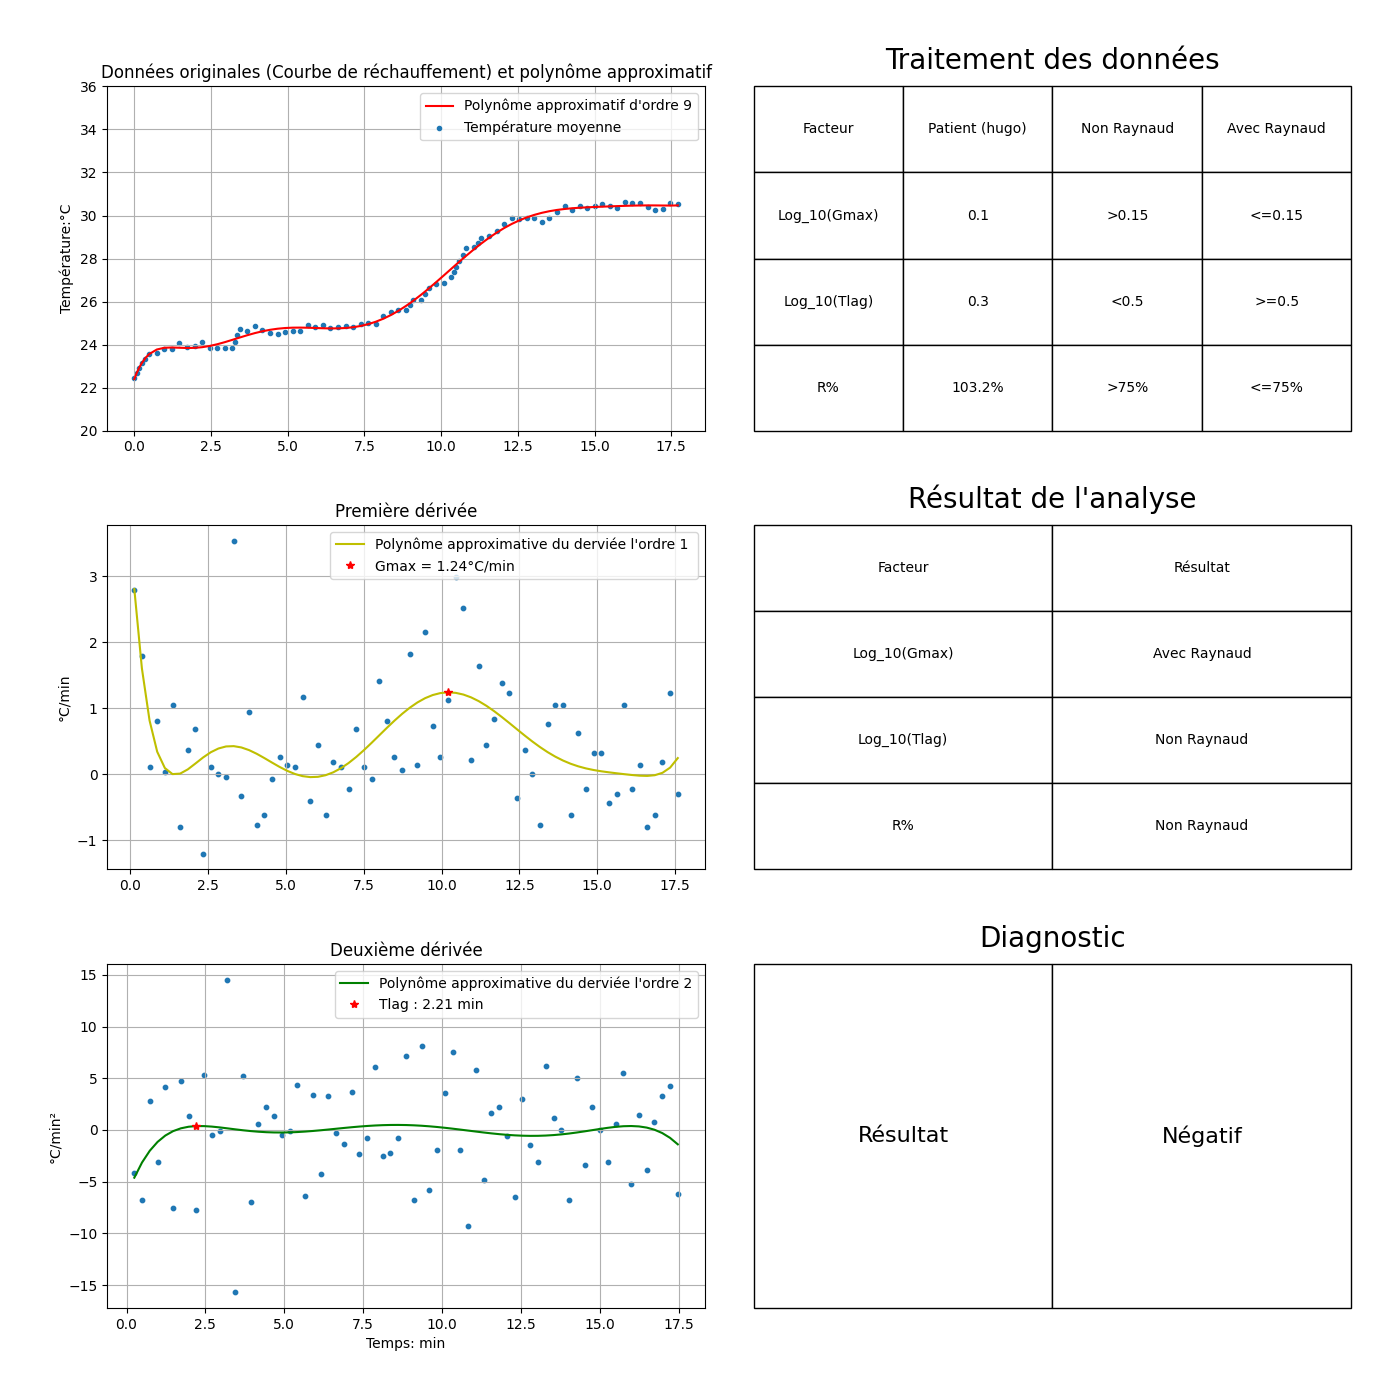 Données originales (Courbe de réchauffement) et polynôme approximatif
Polynôme approximatif d'ordre 9
Température moyenne
Température:°C
36
34
32
30
28
26
24
22
20
0.0 2.5 5.0 7.5 10.0 12.5 15.0 17.5
Traitement des données
Facteur Patient (hugo) Non Raynaud Avec Raynaud
Log_10(Gmax) 0.1 >0.15 <=0.15
Log_10(Tlag) 0.3 <0.5 >=0.5
R% 103.2% >75% <=75%
Première dérivée
Polynôme approximative du derviée l'ordre 1
Gmax = 1.24°C/min
°C/min
3
2
1
0
−1
0.0 2.5 5.0 7.5 10.0 12.5 15.0 17.5
Résultat de l'analyse
Facteur Résultat
Log_10(Gmax) Avec Raynaud
Log_10(Tlag) Non Raynaud
R% Non Raynaud
Deuxième dérivée
Polynôme approximative du derviée l'ordre 2
Tlag : 2.21 min
°C/min²
15
10
5
0
−5
−10
−15
0.0 2.5 5.0 7.5 10.0 12.5 15.0 17.5
Temps: min
Diagnostic
Résultat Négatif